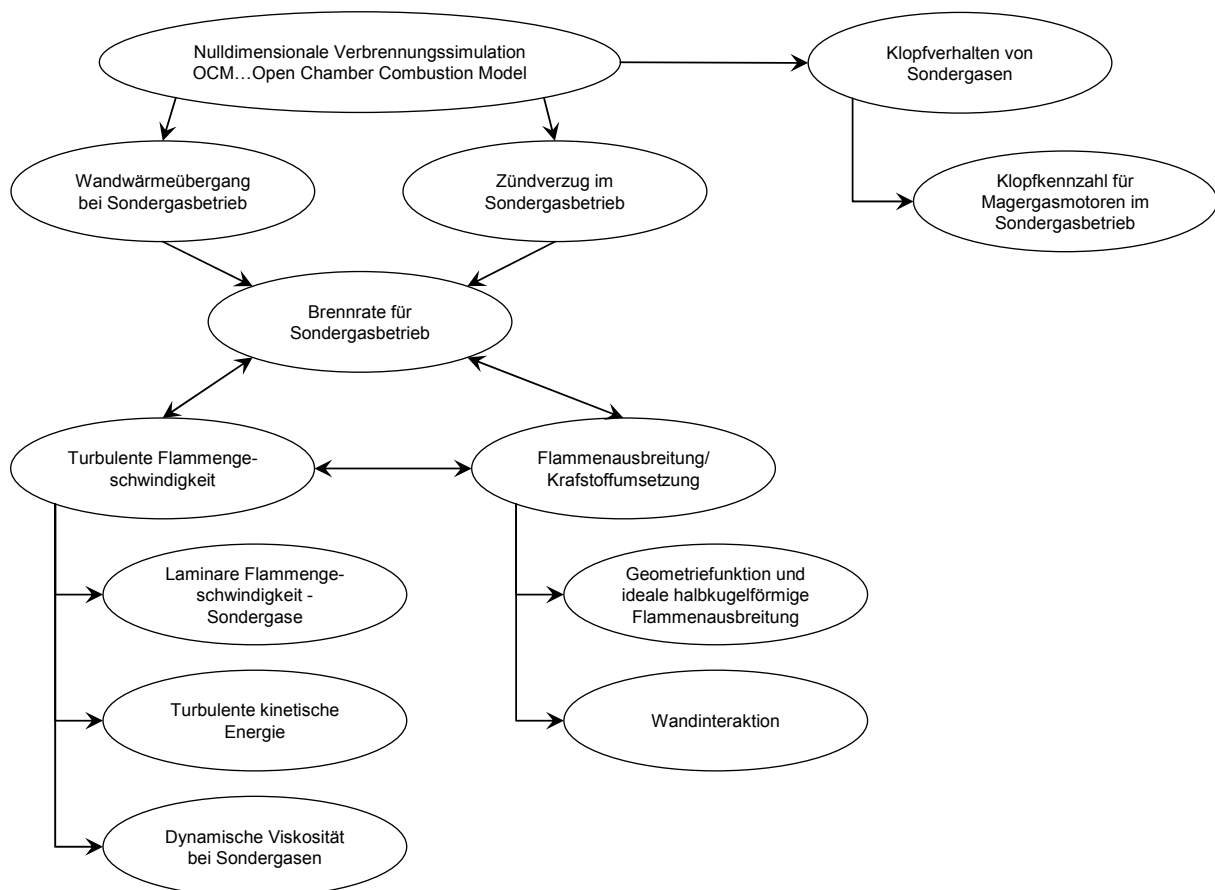 Nulldimensionale Verbrennungssimulation
OCM…Open Chamber Combustion Model
Klopfverhalten von
Sondergasen
Wandwärmeübergang
bei Sondergasbetrieb
Zündverzug im
Sondergasbetrieb
Klopfkennzahl für
Magergasmotoren im
Sondergasbetrieb
Brennrate für
Sondergasbetrieb
Turbulente Flammenge-
schwindigkeit
Flammenausbreitung/
Krafstoffumsetzung
Laminare Flammenge-
schwindigkeit -
Sondergase
Geometriefunktion und
ideale halbkugelförmige
Flammenausbreitung
Turbulente kinetische
Energie
Wandinteraktion
Dynamische Viskosität
bei Sondergasen